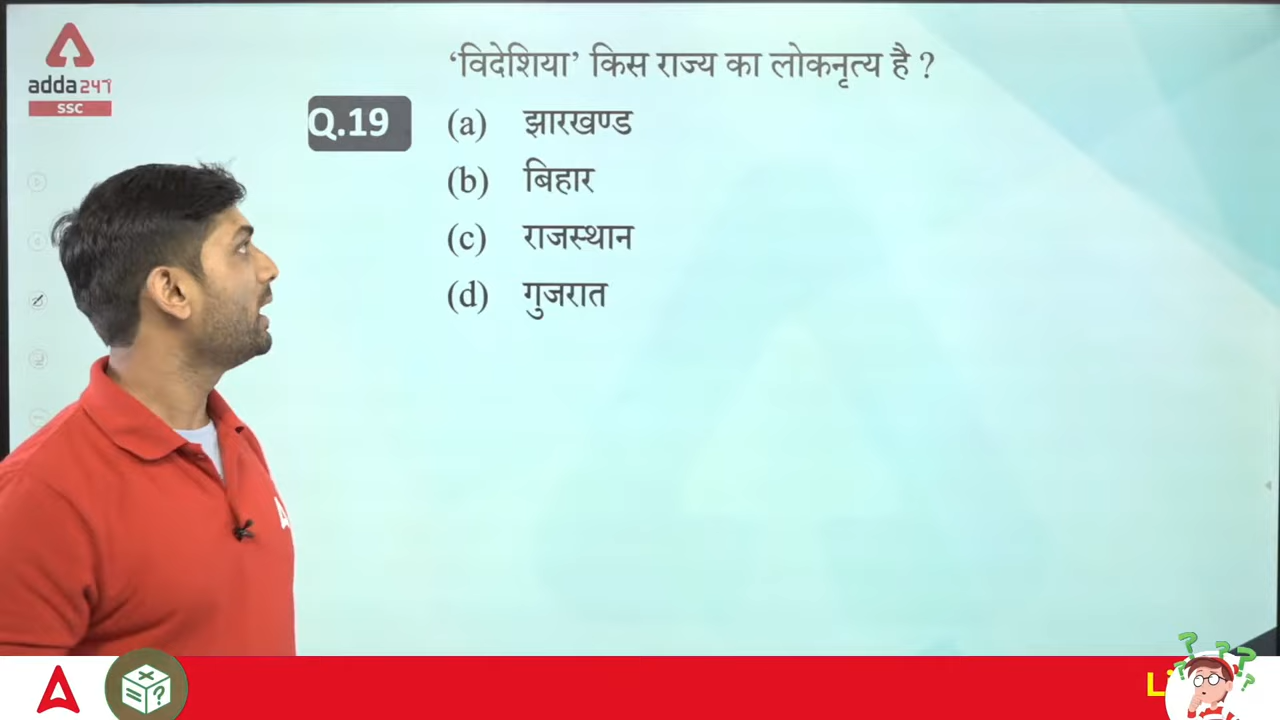 adda247
SSC
'विदेशिया' किस राज्य का लोकनृत्य है ?
Q.19
(a) झारखण्ड
(b) बिहार
(c) राजस्थान
(d) गुजरात